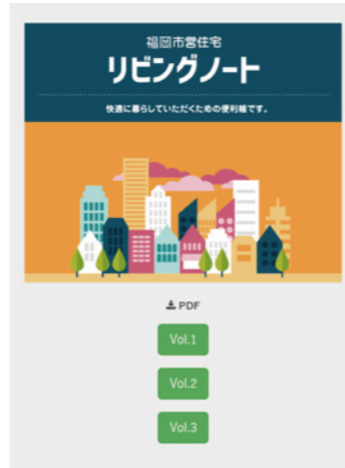 福岡市営住宅
リビングノート
快適に暮らしていただくための便利帳です。
PDF
Vol.1
Vol.2
Vol.3